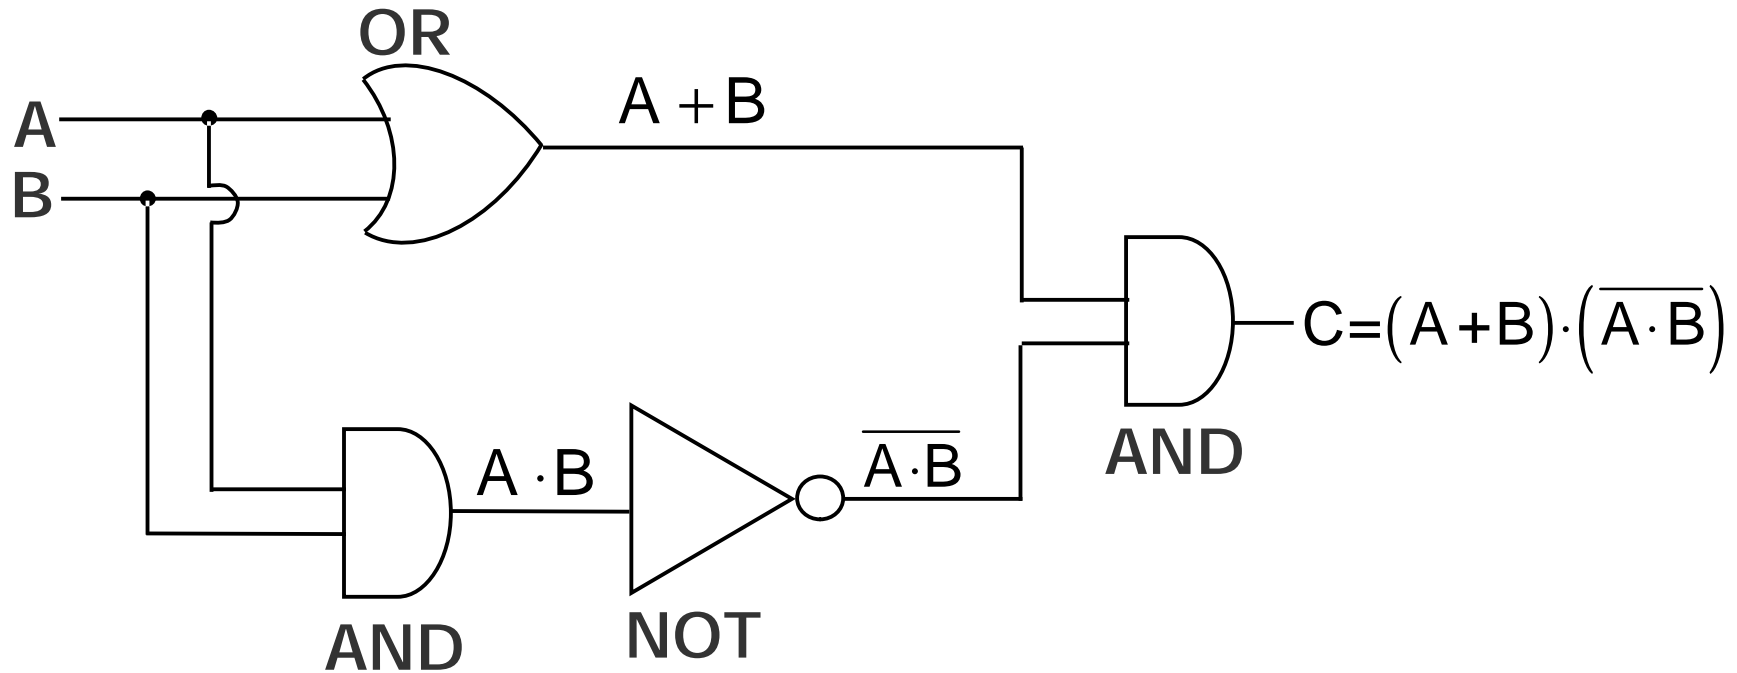 OR
A + B
A
B
C=(A+B)·(A̅ ̅·̅ ̅B̅)
A · B
A̅ ̅·̅ ̅B̅
AND
AND
NOT